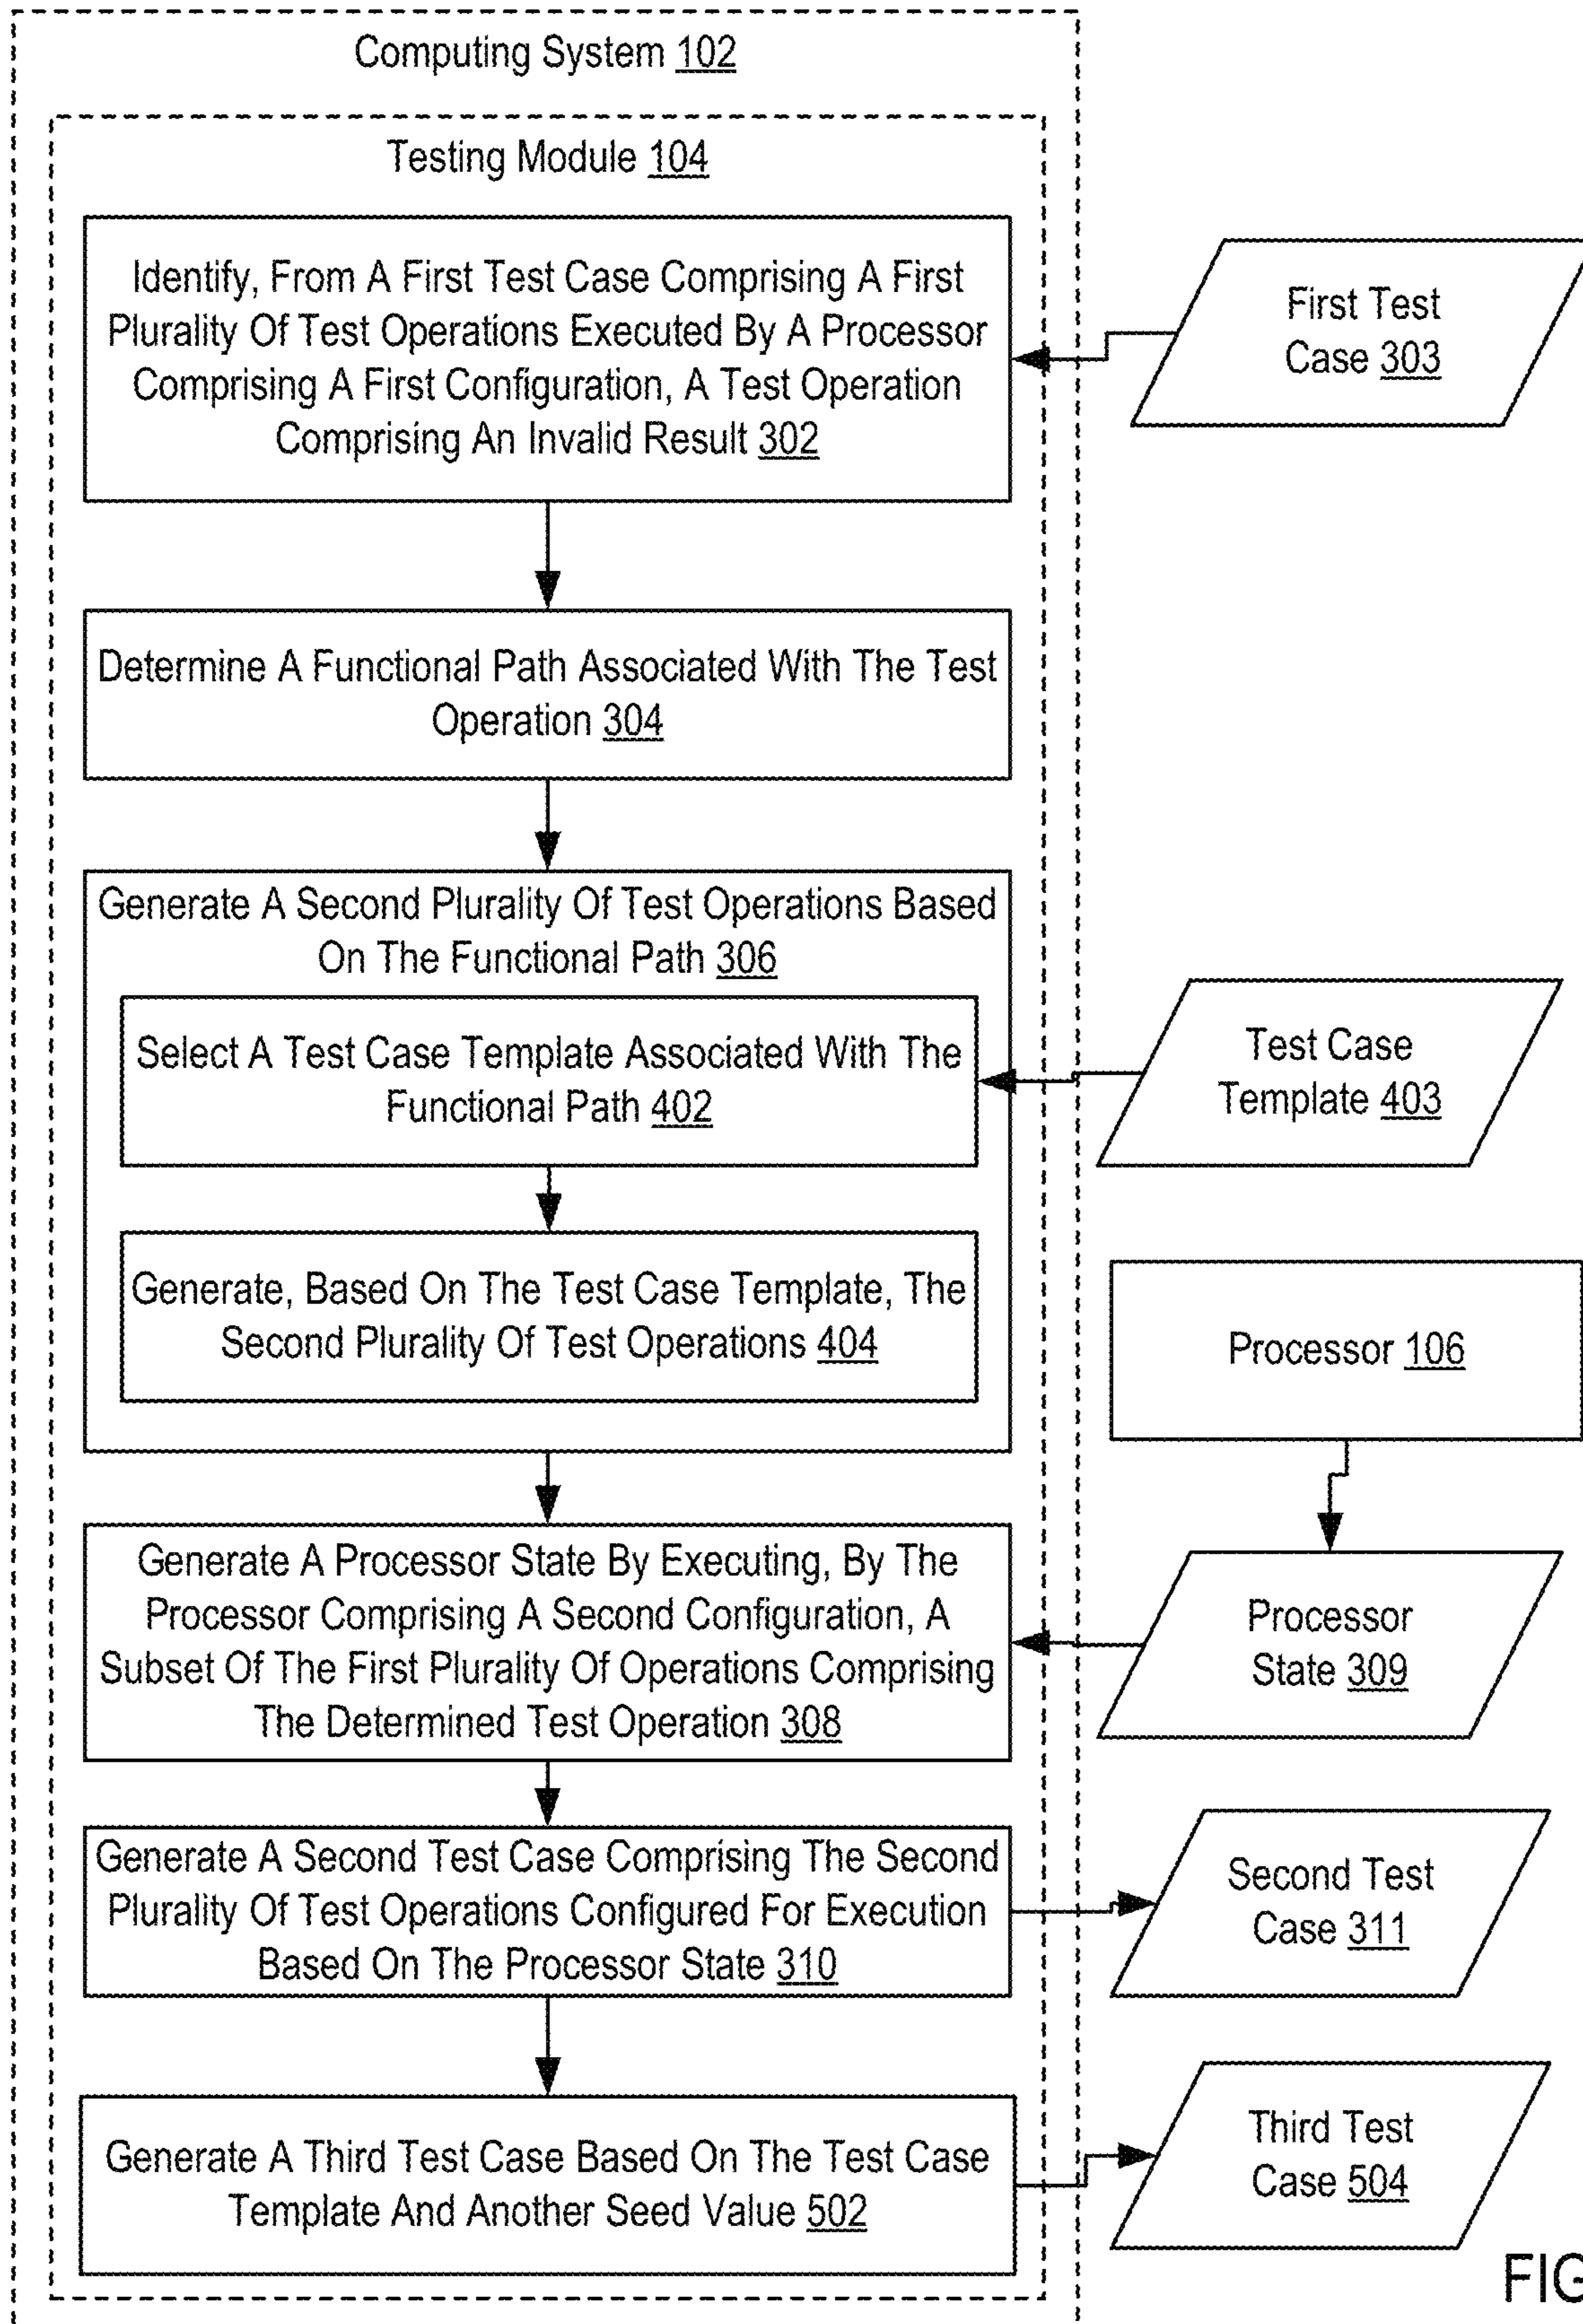 Computing System 102
Testing Module 104
Identify, From A First Test Case Comprising A First
Plurality Of Test Operations Executed By A Processor
Comprising A First Configuration, A Test Operation
Comprising An Invalid Result 302
First Test
Case 303
Determine A Functional Path Associated With The Test
Operation 304
Generate A Second Plurality Of Test Operations Based
On The Functional Path 306
Select A Test Case Template Associated With The
Functional Path 402
Test Case
Template 403
Generate, Based On The Test Case Template, The
Second Plurality Of Test Operations 404
Processor 106
Generate A Processor State By Executing, By The
Processor Comprising A Second Configuration, A
Subset Of The First Plurality Of Operations Comprising
The Determined Test Operation 308
Processor
State 309
Generate A Second Test Case Comprising The Second
Plurality Of Test Operations Configured For Execution
Based On The Processor State 310
Second Test
Case 311
Generate A Third Test Case Based On The Test Case
Template And Another Seed Value 502
Third Test
Case 504
FIG